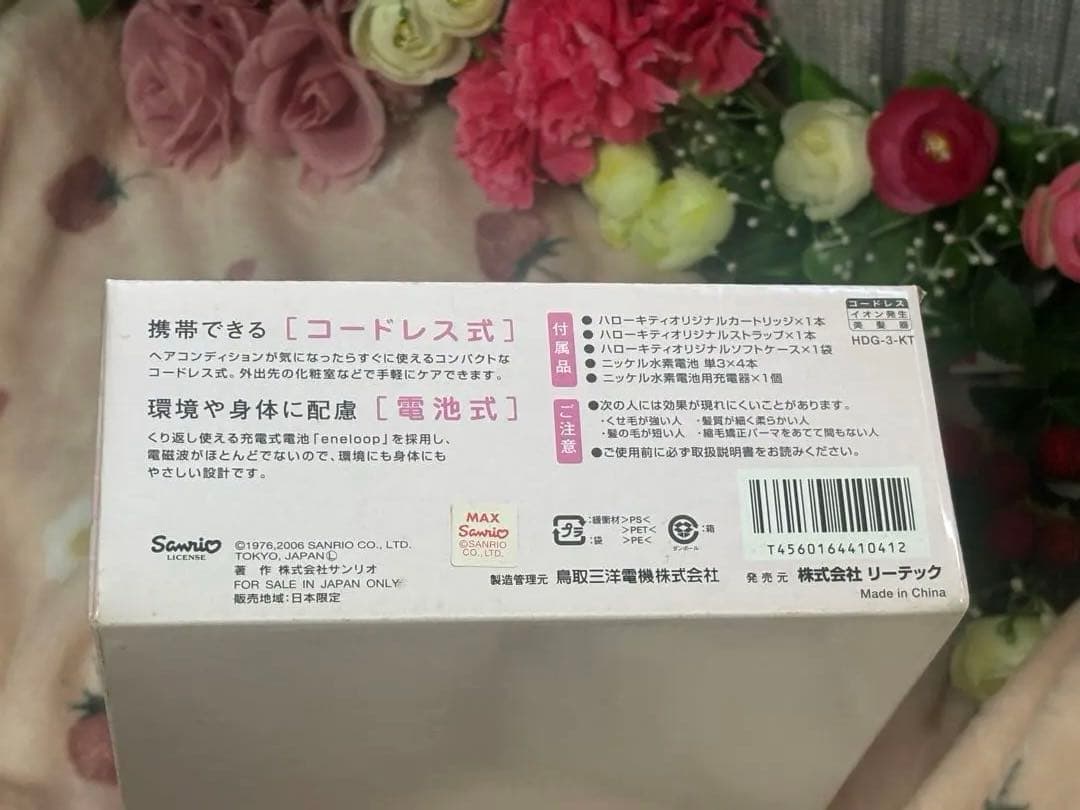 携帯できる［コードレス式］
ヘアコンディションが気になったらすぐに使えるコンパクトな
コードレス式。外出先の化粧室などで手軽にケアできます。
環境や身体に配慮［電池式］
くり返し使える充電式電池「eneloop」を採用し、
電磁波がほとんどでないので、環境にも身体にも
やさしい設計です。
付属品
●ハローキティオリジナルカートリッジ×1本
●ハローキティオリジナルストラップ×1本
●ハローキティオリジナルソフトケース×1袋
●ニッケル水素電池 単3×4本
●ニッケル水素電池用充電器×1個
コードレス
イオン発生
美髪器
HDG-3-KT
ご注意
●次の人には効果が現れにくいことがあります。
・くせ毛が強い人 ・髪質が細く柔らかい人
・髪の毛が短い人 ・縮毛矯正パーマをあてて間もない人
●ご使用前に必ず取扱説明書をお読みください。
Sanrio
LICENSE
©1976,2006 SANRIO CO., LTD.
TOKYO, JAPAN Ⓛ
著 作 株式会社サンリオ
FOR SALE IN JAPAN ONLY
販売地域:日本限定
MAX
Sanrio
©SANRIO
CO., LTD.
プラ
:緩衝材>PS<
>PET<
:袋 >PE<
ダンボール
:箱
T4560164410412
製造管理元 鳥取三洋電機株式会社
発売元 株式会社 リーテック
Made in China